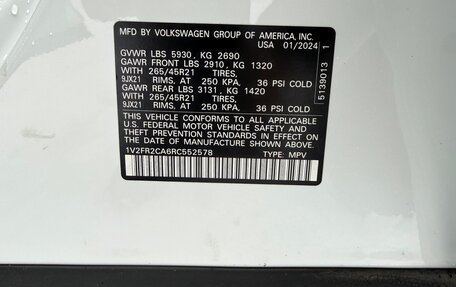 MFD. BY VOLKSWAGEN GROUP OF AMERICA, INC.
USA 01/2024
GVWR LBS 5930, KG 2690
GAWR FRONT LBS 2910, KG 1320
WITH 265/45R21 TIRES,
9JX21 RIMS, AT 250 KPA. 36 PSI COLD
GAWR REAR LBS 3131, KG 1420
WITH 265/45R21 TIRES,
9JX21 RIMS, AT 250 KPA. 36 PSI COLD
THIS VEHICLE CONFORMS TO ALL APPLICABLE
FEDERAL MOTOR VEHICLE SAFETY AND
THEFT PREVENTION STANDARDS IN EFFECT ON
THE DATE OF MANUFACTURE SHOWN ABOVE.
1V2FR2CA6RC552578 TYPE: MPV
5139013 1